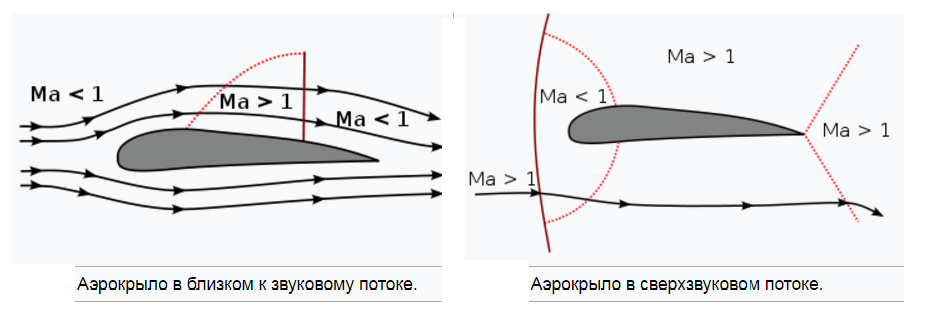 Ma < 1
Ma > 1
Ma < 1
Аэрокрыло в близком к звуковому потоке.
Ma > 1
Ma < 1
Ma > 1
Ma > 1
Аэрокрыло в сверхзвуковом потоке.